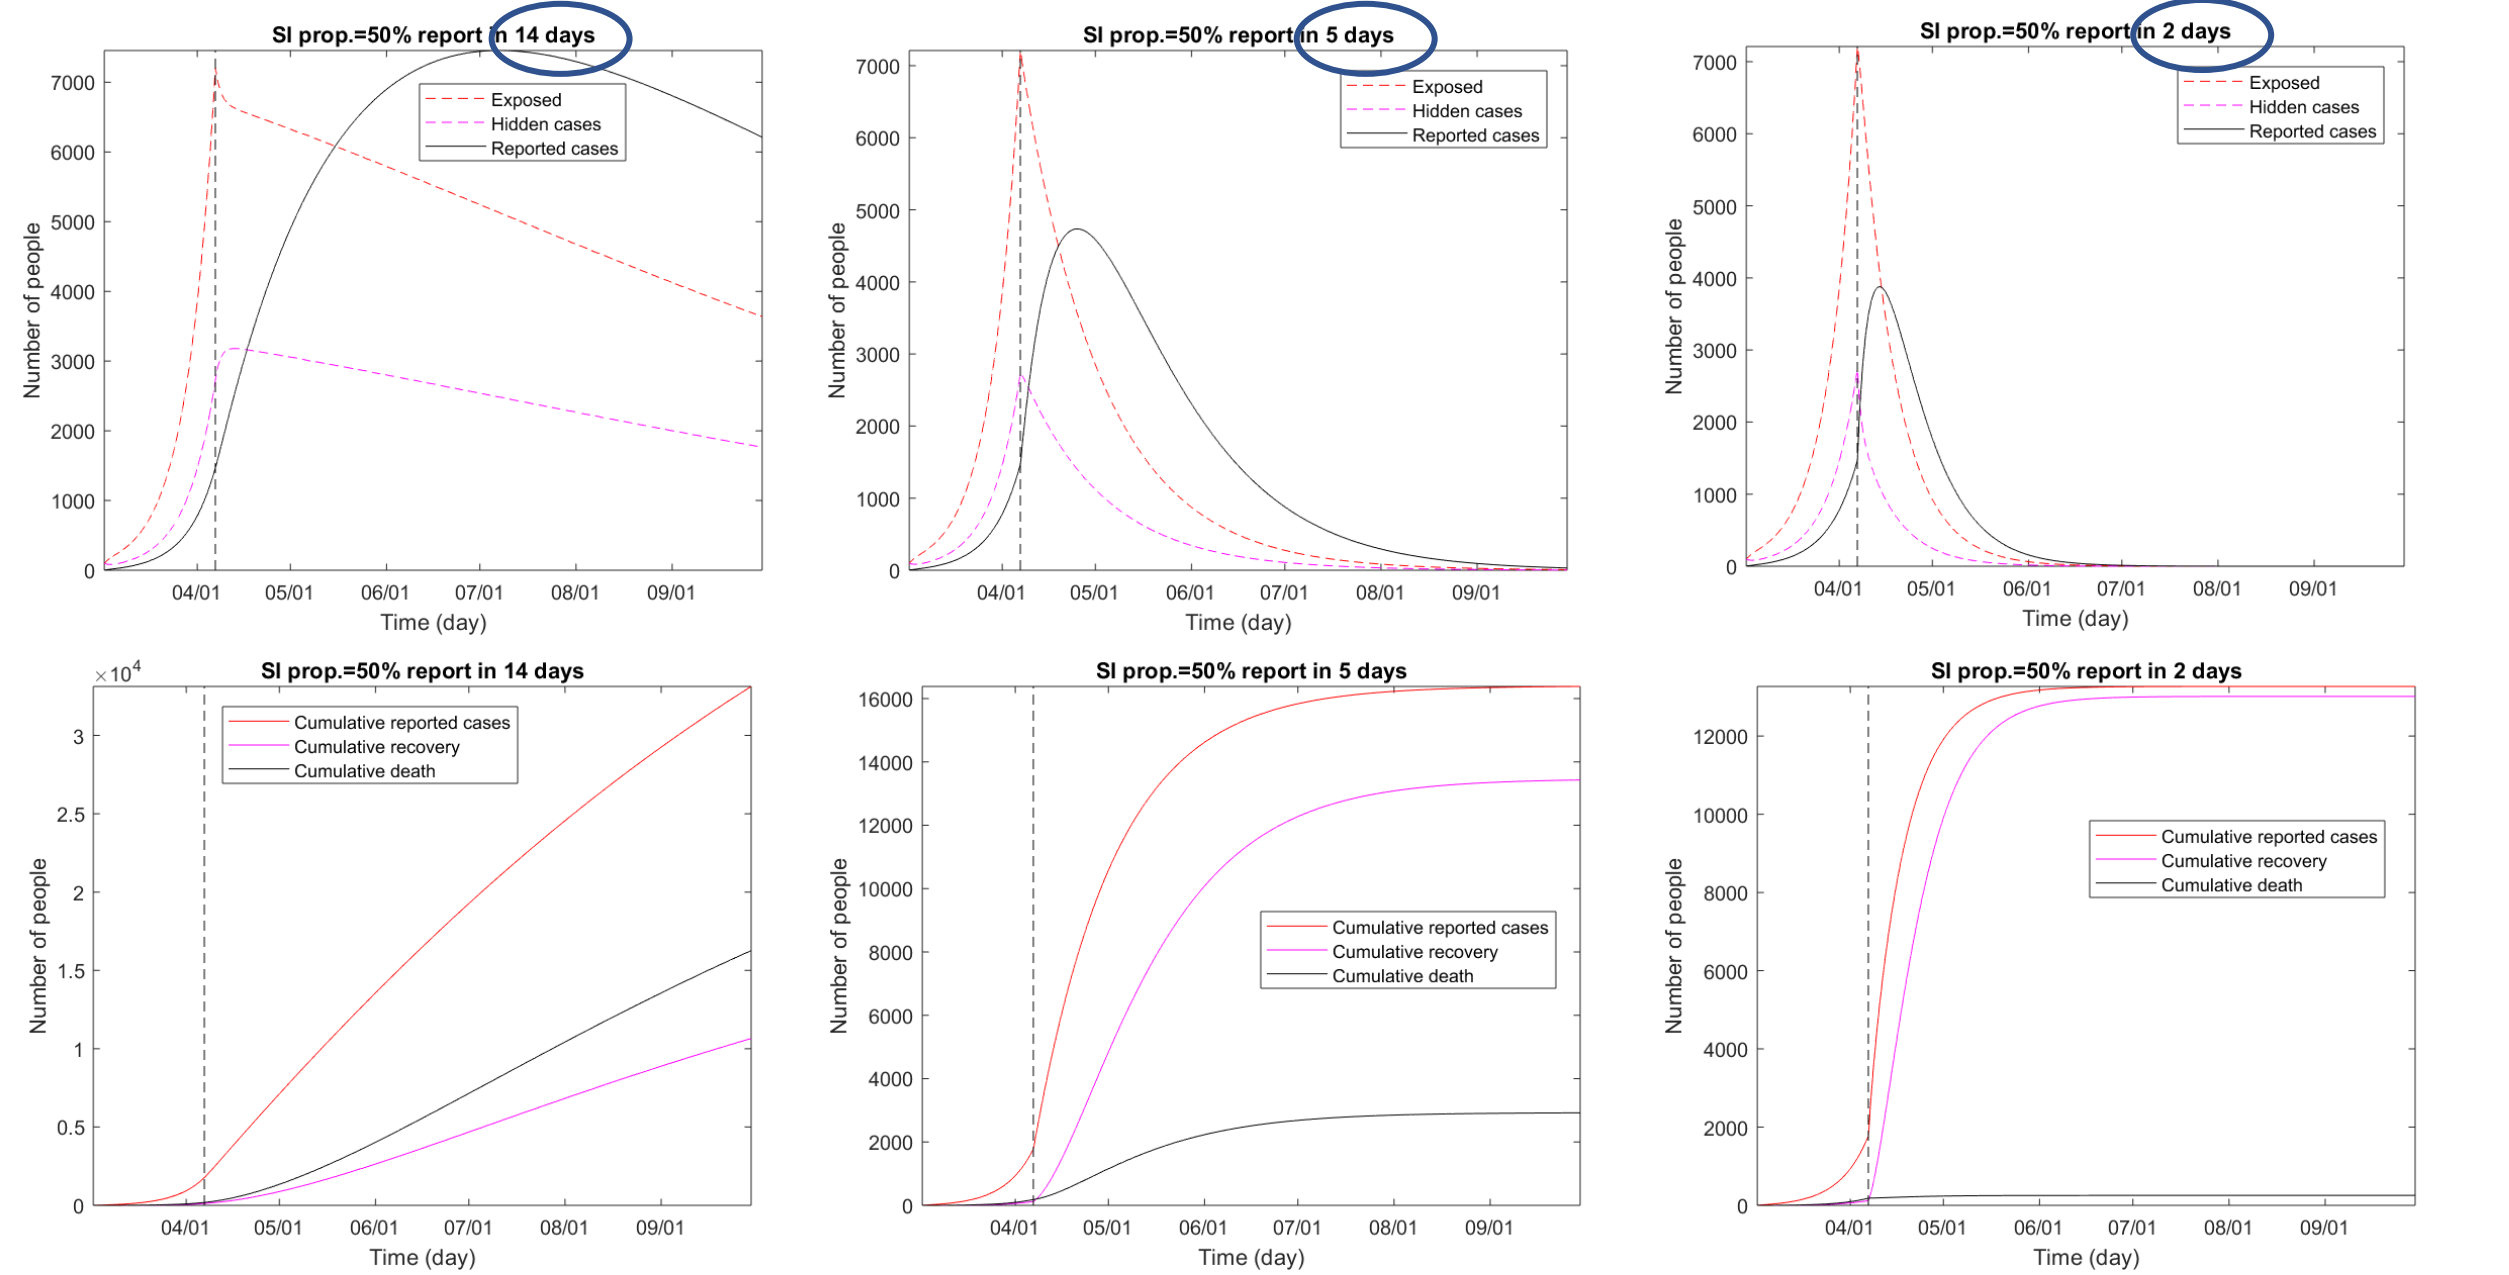 SI prop.=50% report in 14 days
Number of people
7000
6000
5000
4000
3000
2000
1000
0
Exposed
Hidden cases
Reported cases
04/01 05/01 06/01 07/01 08/01 09/01
Time (day)
SI prop.=50% report in 5 days
Number of people
7000
6000
5000
4000
3000
2000
1000
0
Exposed
Hidden cases
Reported cases
04/01 05/01 06/01 07/01 08/01 09/01
Time (day)
SI prop.=50% report in 2 days
Number of people
7000
6000
5000
4000
3000
2000
1000
0
Exposed
Hidden cases
Reported cases
04/01 05/01 06/01 07/01 08/01 09/01
Time (day)
×10⁴
SI prop.=50% report in 14 days
Number of people
3
2.5
2
1.5
1
0.5
0
Cumulative reported cases
Cumulative recovery
Cumulative death
04/01 05/01 06/01 07/01 08/01 09/01
Time (day)
SI prop.=50% report in 5 days
Number of people
16000
14000
12000
10000
8000
6000
4000
2000
0
Cumulative reported cases
Cumulative recovery
Cumulative death
04/01 05/01 06/01 07/01 08/01 09/01
Time (day)
SI prop.=50% report in 2 days
Number of people
12000
10000
8000
6000
4000
2000
0
Cumulative reported cases
Cumulative recovery
Cumulative death
04/01 05/01 06/01 07/01 08/01 09/01
Time (day)